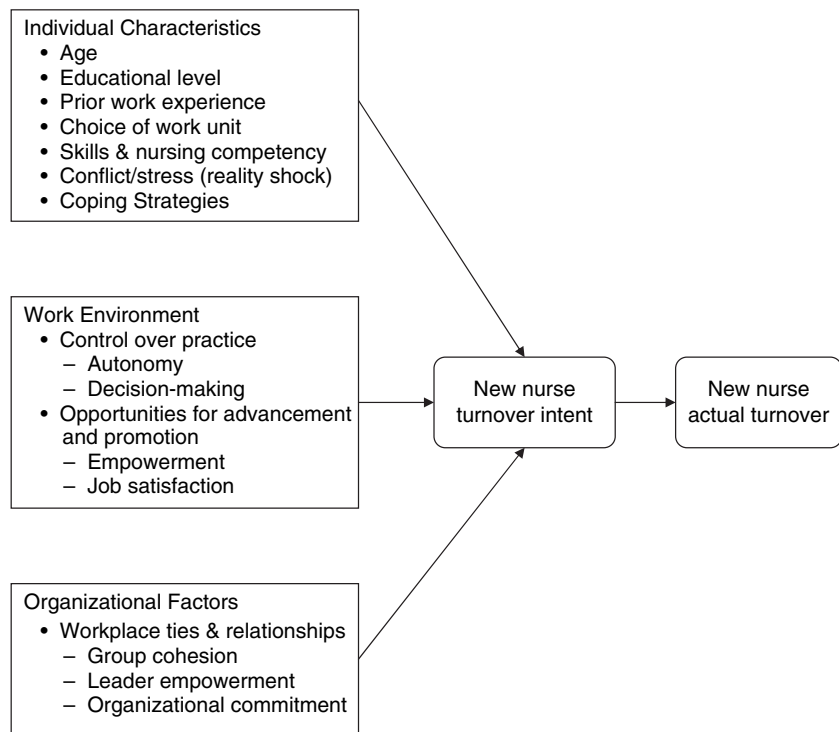 Individual Characteristics
• Age
• Educational level
• Prior work experience
• Choice of work unit
• Skills & nursing competency
• Conflict/stress (reality shock)
• Coping Strategies
Work Environment
• Control over practice
– Autonomy
– Decision-making
• Opportunities for advancement
and promotion
– Empowerment
– Job satisfaction
New nurse
turnover intent
New nurse
actual turnover
Organizational Factors
• Workplace ties & relationships
– Group cohesion
– Leader empowerment
– Organizational commitment